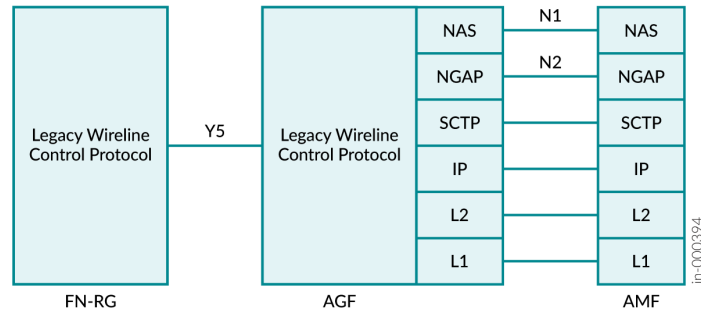 N1
NAS
NAS
N2
NGAP
NGAP
Legacy Wireline
Control Protocol
Y5
Legacy Wireline
Control Protocol
SCTP
SCTP
IP
IP
L2
L2
L1
L1
FN-RG
AGF
AMF
in-000394